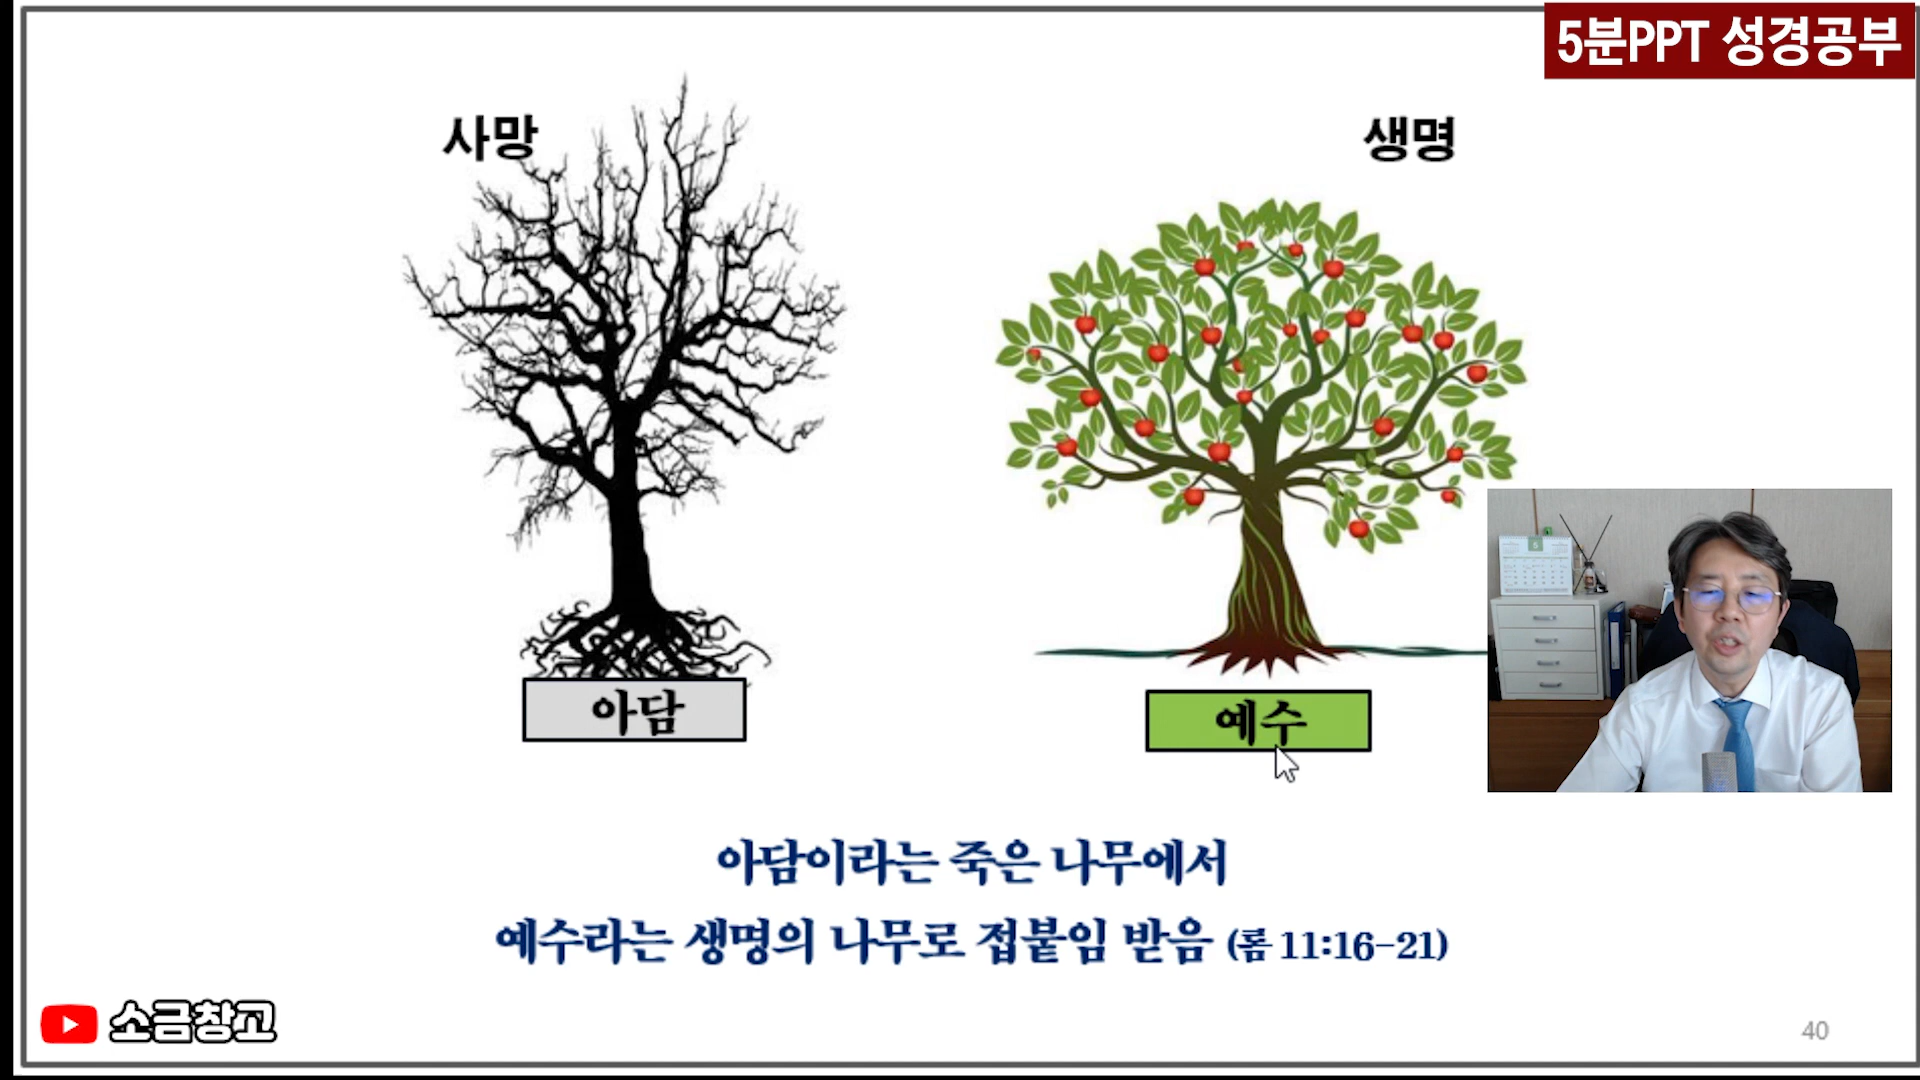 5분PPT 성경공부
사망
생명
아담
예수
아담이라는 죽은 나무에서
예수라는 생명의 나무로 접붙임 받음 (롬 11:16-21)
소금창고
40